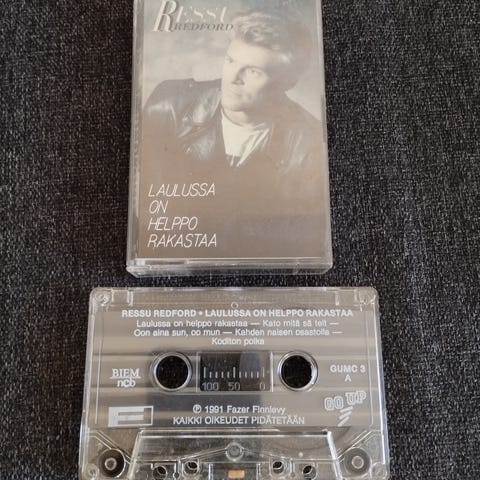 RESSU
REDFORD
LAULUSSA
ON
HELPPO
RAKASTAA
RESSU REDFORD • LAULUSSA ON HELPPO RAKASTAA
Laulussa on helppo rakastaa — Kato mitä sä teit —
Oon aina sun, oo mun — Kahden naisen osastolla —
Koditon poika
BIEM
ncb
GUMC 3
A
100 50 0
GO UP
℗ 1991 Fazer Finnlevy
KAIKKI OIKEUDET PIDÄTETÄÄN